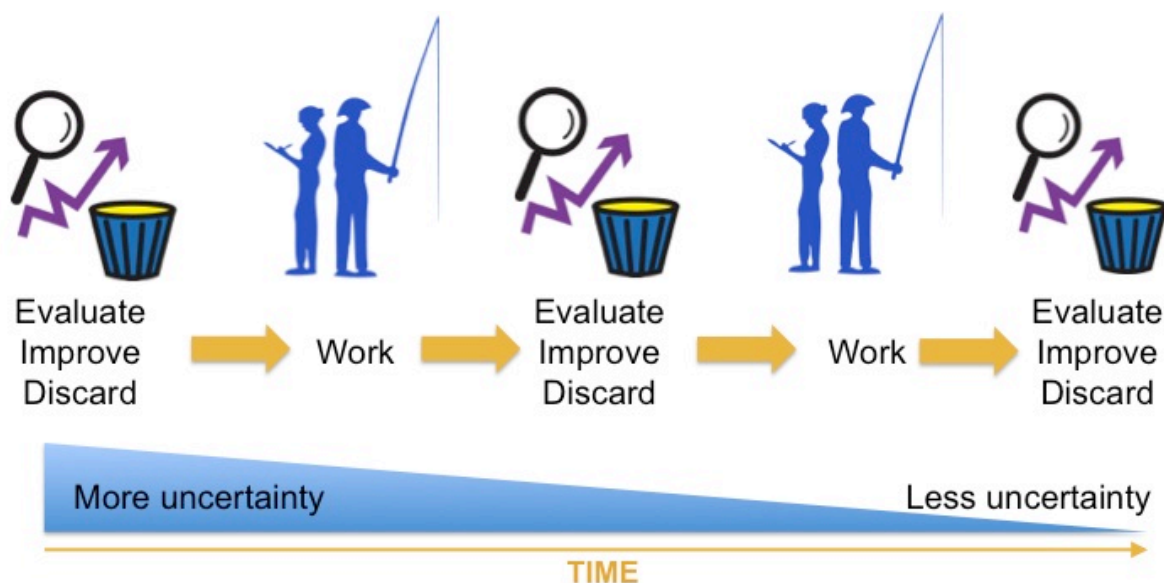 Evaluate
Improve
Discard
Work
Evaluate
Improve
Discard
Work
Evaluate
Improve
Discard
More uncertainty
Less uncertainty
TIME